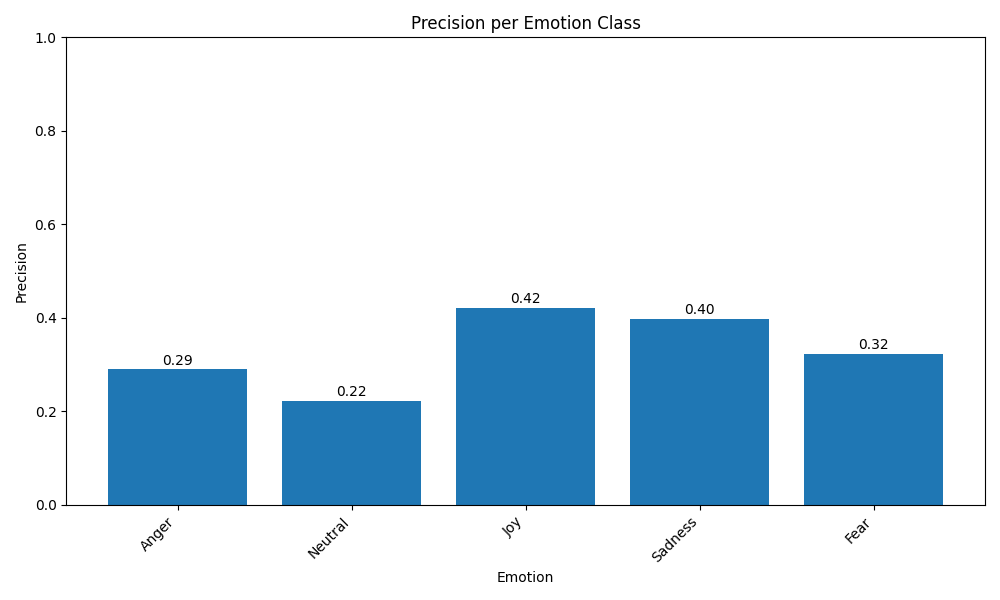 Precision per Emotion Class
1.0
0.8
0.6
0.4
0.2
0.0
Precision
0.29
0.22
0.42
0.40
0.32
Anger
Neutral
Joy
Sadness
Fear
Emotion